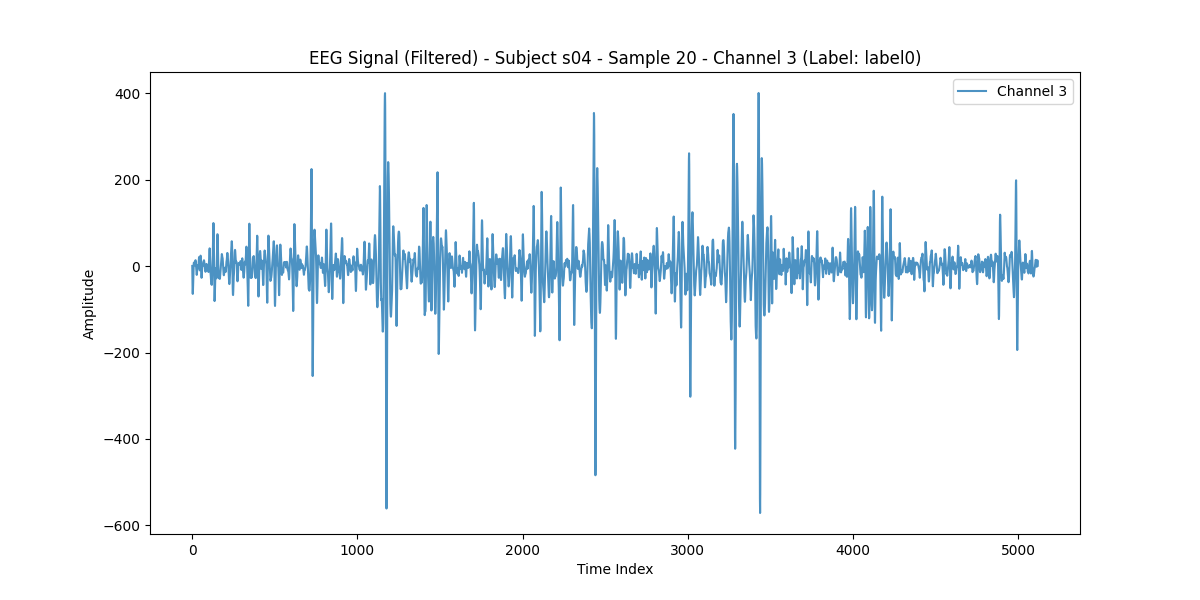 EEG Signal (Filtered) - Subject s04 - Sample 20 - Channel 3 (Label: label0)
Channel 3
400
200
0
−200
−400
−600
Amplitude
0 1000 2000 3000 4000 5000
Time Index